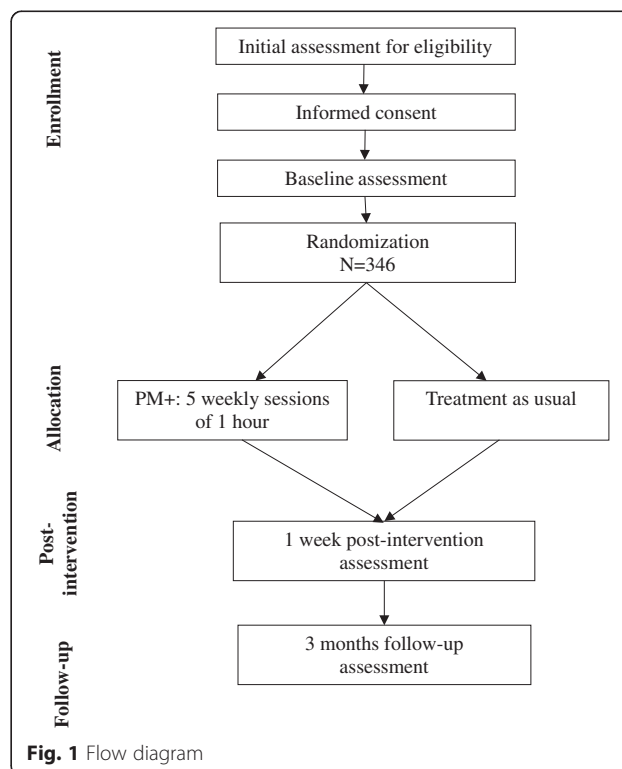 Enrollment
Initial assessment for eligibility
Informed consent
Baseline assessment
Randomization
N=346
Allocation
PM+: 5 weekly sessions
of 1 hour
Treatment as usual
Post-
intervention
1 week post-intervention
assessment
Follow-up
3 months follow-up
assessment
Fig. 1 Flow diagram